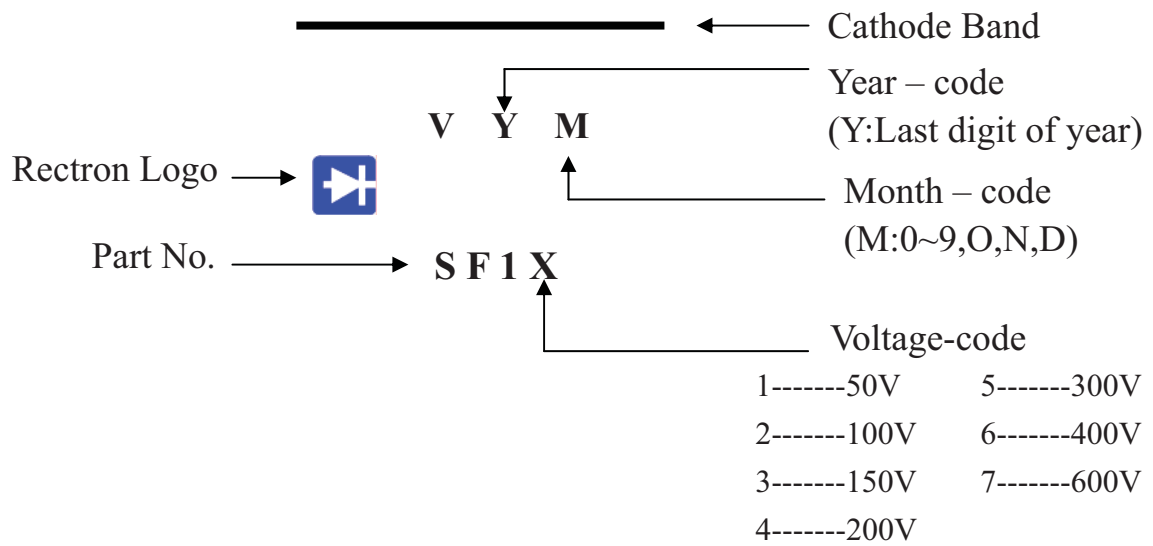 Cathode Band
Year – code
(Y:Last digit of year)
V Y M
Rectron Logo
Month – code
(M:0~9,O,N,D)
Part No.
S F 1 X
Voltage-code
1-------50V 5-------300V
2-------100V 6-------400V
3-------150V 7-------600V
4-------200V